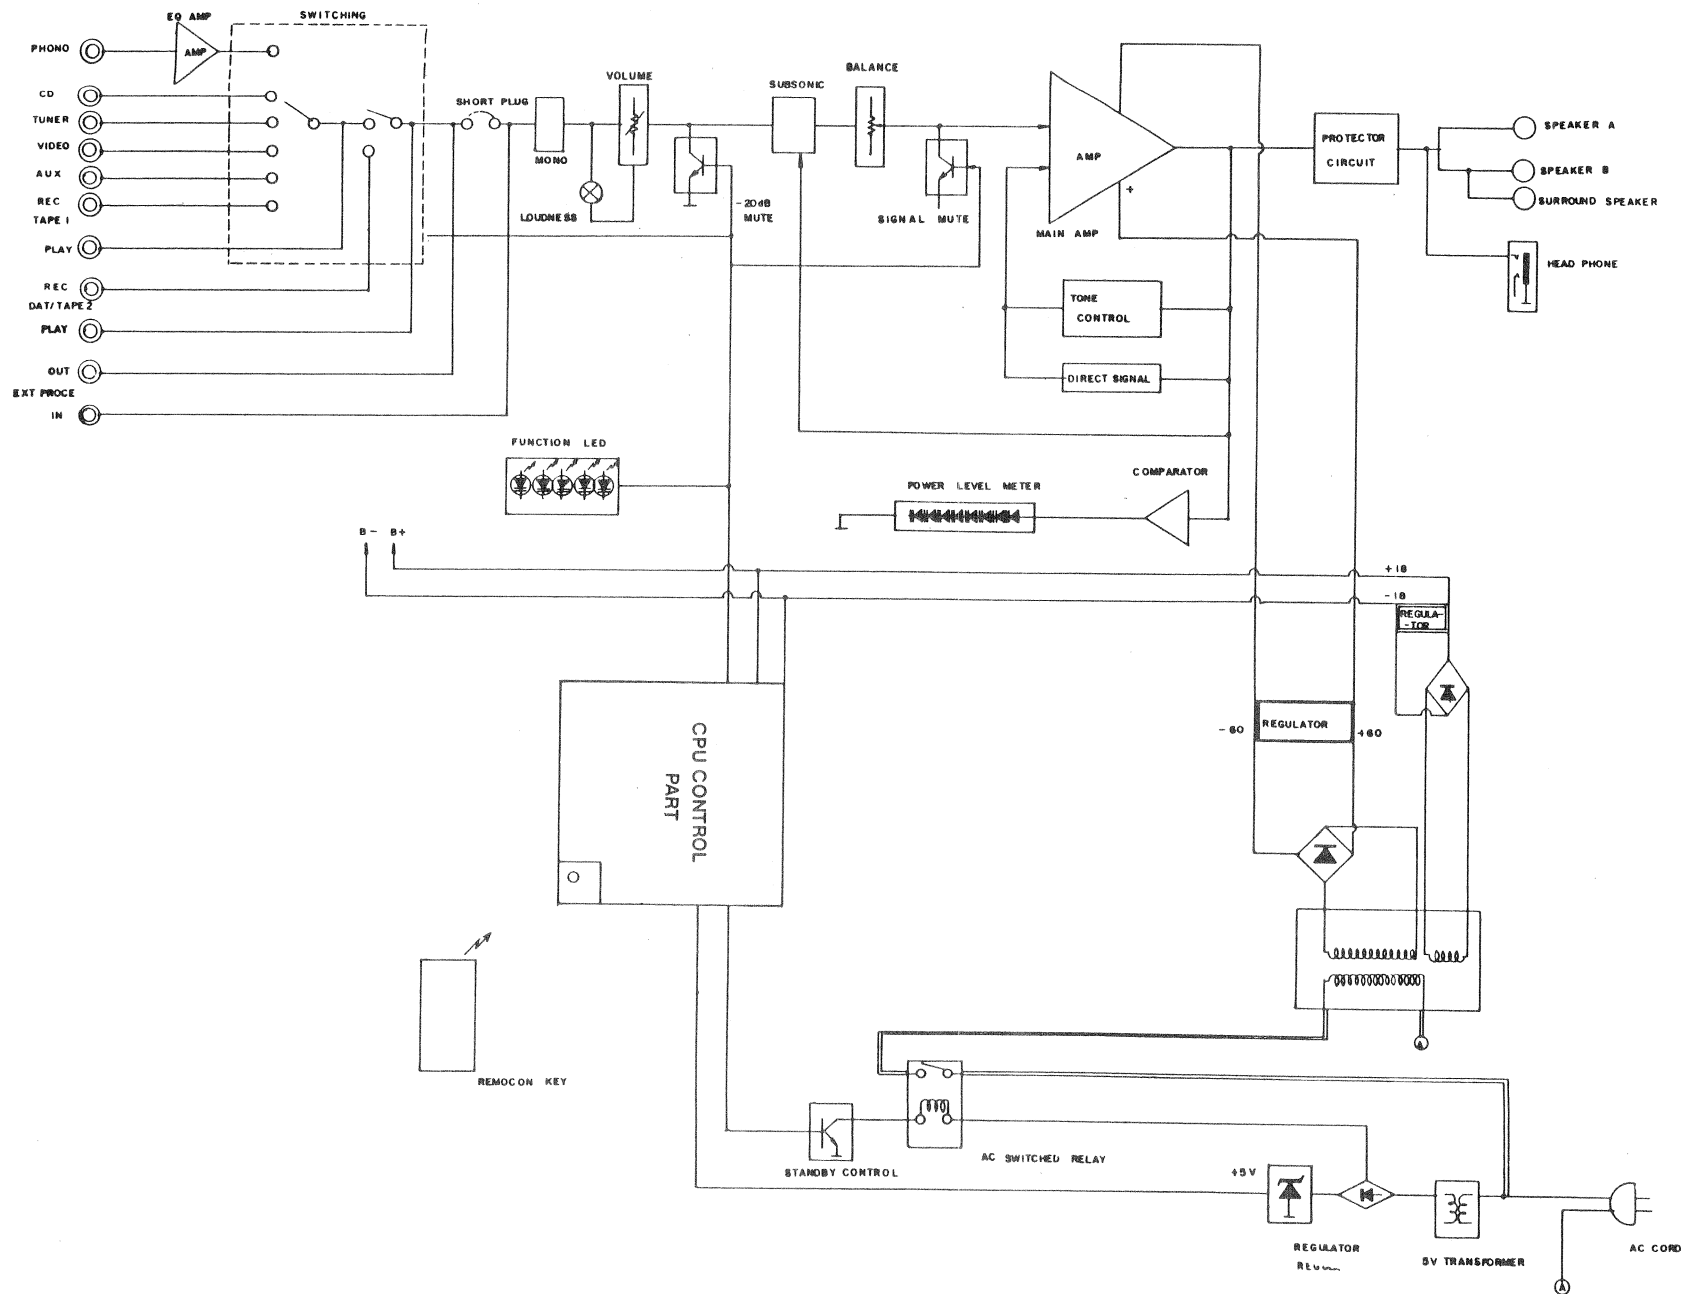 EQ AMP
SWITCHING
PHONO
AMP
CD
TUNER
VIDEO
AUX
REC
TAPE 1
PLAY
REC
DAT/TAPE 2
PLAY
OUT
EXT PROCE
IN
SHORT PLUG
MONO
VOLUME
LOUDNESS
-20dB
MUTE
SUBSONIC
BALANCE
SIGNAL MUTE
AMP
+
MAIN AMP
TONE
CONTROL
DIRECT SIGNAL
PROTECTOR
CIRCUIT
SPEAKER A
SPEAKER B
SURROUND SPEAKER
HEAD PHONE
FUNCTION LED
POWER LEVEL METER
COMPARATOR
B- B+
+18
-18
REGULA-
-TOR
-60
REGULATOR
+60
CPU CONTROL
PART
REMOCON KEY
STANDBY CONTROL
AC SWITCHED RELAY
A
+5V
REGULATOR
5V TRANSFORMER
AC CORD
A